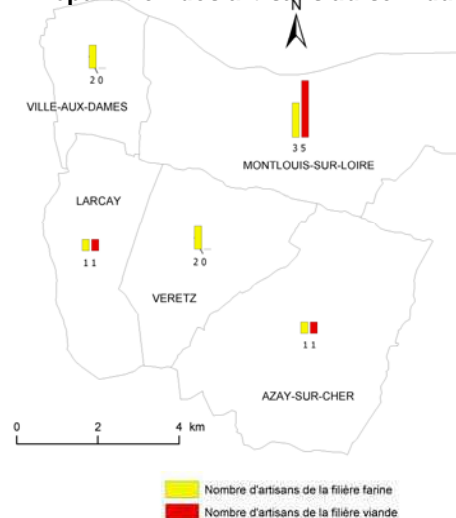 N
2 0
VILLE-AUX-DAMES
3 5
MONTLOUIS-SUR-LOIRE
LARCAY
1 1
2 0
VERETZ
1 1
AZAY-SUR-CHER
0 2 4 km
Nombre d'artisans de la filière farine
Nombre d'artisans de la filière viande